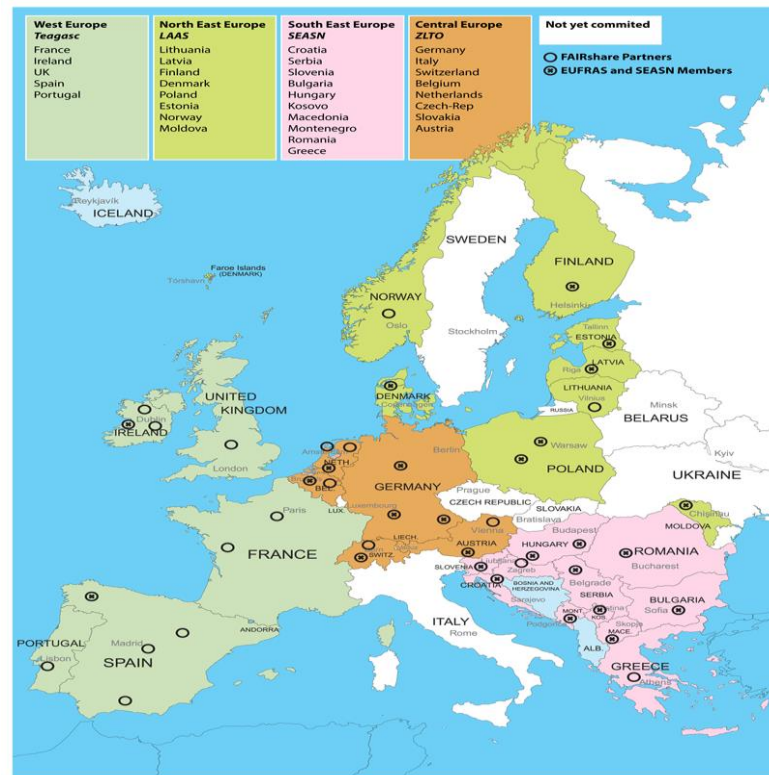 West Europe
Teagasc
France
Ireland
UK
Spain
Portugal
North East Europe
LAAS
Lithuania
Latvia
Finland
Denmark
Poland
Estonia
Norway
Moldova
South East Europe
SEASN
Croatia
Serbia
Slovenia
Bulgaria
Hungary
Kosovo
Macedonia
Montenegro
Romania
Greece
Central Europe
ZLTO
Germany
Italy
Switzerland
Belgium
Netherlands
Czech-Rep
Slovakia
Austria
Not yet commited
FAIRshare Partners
EUFRAS and SEASN Members
Reykjavík
ICELAND
SWEDEN
FINLAND
Faroe Islands
(DENMARK)
Tórshavn
NORWAY
Oslo
Helsinki
Stockholm
Tallinn
ESTONIA
Riga
LATVIA
LITHUANIA
Vilnius
DENMARK
RUSSIA
Minsk
BELARUS
UNITED
KINGDOM
Dublin
IRELAND
London
NETH.
Berlin
Warsaw
POLAND
Kyiv
UKRAINE
BEL.
GERMANY
Prague
CZECH REPUBLIC
LUX.
Luxembourg
SLOVAKIA
Bratislava
Paris
Vienna
Budapest
Chisinau
MOLDOVA
FRANCE
LIECH.
SWITZ.
AUSTRIA
HUNGARY
ROMANIA
SLOVENIA
Ljubljana
Zagreb
CROATIA
Belgrade
Bucharest
BOSNIA AND
HERZEGOVINA
Sarajevo
SERBIA
BULGARIA
Sofia
ITALY
Rome
MONT.
Podgorica
KOS.
Skopje
MACE.
ALB.
ANDORRA
PORTUGAL
Lisbon
Madrid
SPAIN
GREECE
Athens